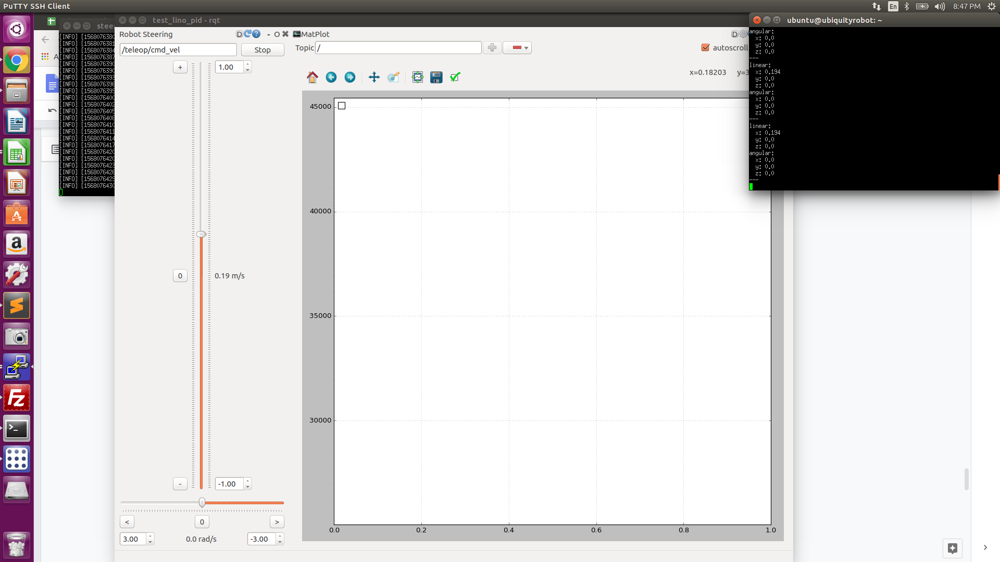 PuTTY SSH Client
En
8:47 PM
test_lino_pid - rqt
ubuntu@ubiquityrobot: ~
stee
Robot Steering
D
- O
MatPlot
D
/teleop/cmd_vel
Stop
Topic
/
autoscroll
+
1.00
x=0.18203
y=3
0
0.19 m/s
-
-1.00
<
0
>
3.00
0.0 rad/s
-3.00
45000
40000
35000
30000
0.0
0.2
0.4
0.6
0.8
1.0
A
[INFO] [1568076380
[INFO] [1568076381
[INFO] [1568076384
[INFO] [1568076387
[INFO] [1568076390
[INFO] [1568076390
[INFO] [1568076393
[INFO] [1568076396
[INFO] [1568076399
[INFO] [1568076400
[INFO] [1568076402
[INFO] [1568076405
[INFO] [1568076408
[INFO] [1568076410
[INFO] [1568076411
[INFO] [1568076414
[INFO] [1568076417
[INFO] [1568076420
[INFO] [1568076420
[INFO] [1568076423
[INFO] [1568076426
[INFO] [1568076429
[INFO] [1568076430
angular:
x: 0.0
y: 0.0
z: 0.0
---
linear:
x: 0.194
y: 0.0
z: 0.0
angular:
x: 0.0
y: 0.0
z: 0.0
---
linear:
x: 0.194
y: 0.0
z: 0.0
angular:
x: 0.0
y: 0.0
z: 0.0
---
a
Fz
>_